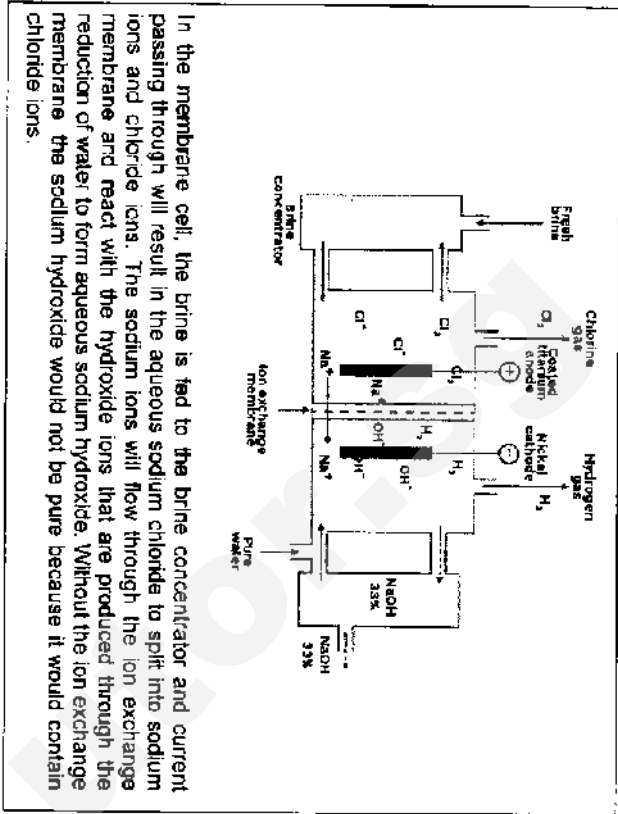 Fresh
brine
Chlorine
gas
Cl₂
Hydrogen
gas
H₂
Coated
titanium
anode
+
Nickel
cathode
−
Cl₂
Cl₂
H₂
H₂
Cl⁻
Cl⁻
Na⁺
OH⁻
OH⁻
OH⁻
Na⁺
Na⁺
NaOH
33%
NaOH
33%
Brine
concentrator
Ion exchange
membrane
Pure
water
In the membrane cell, the brine is fed to the brine concentrator and current
passing through will result in the aqueous sodium chloride to split into sodium
ions and chloride ions. The sodium ions will flow through the ion exchange
membrane and react with the hydroxide ions that are produced through the
reduction of water to form aqueous sodium hydroxide. Without the ion exchange
membrane the sodium hydroxide would not be pure because it would contain
chloride ions.